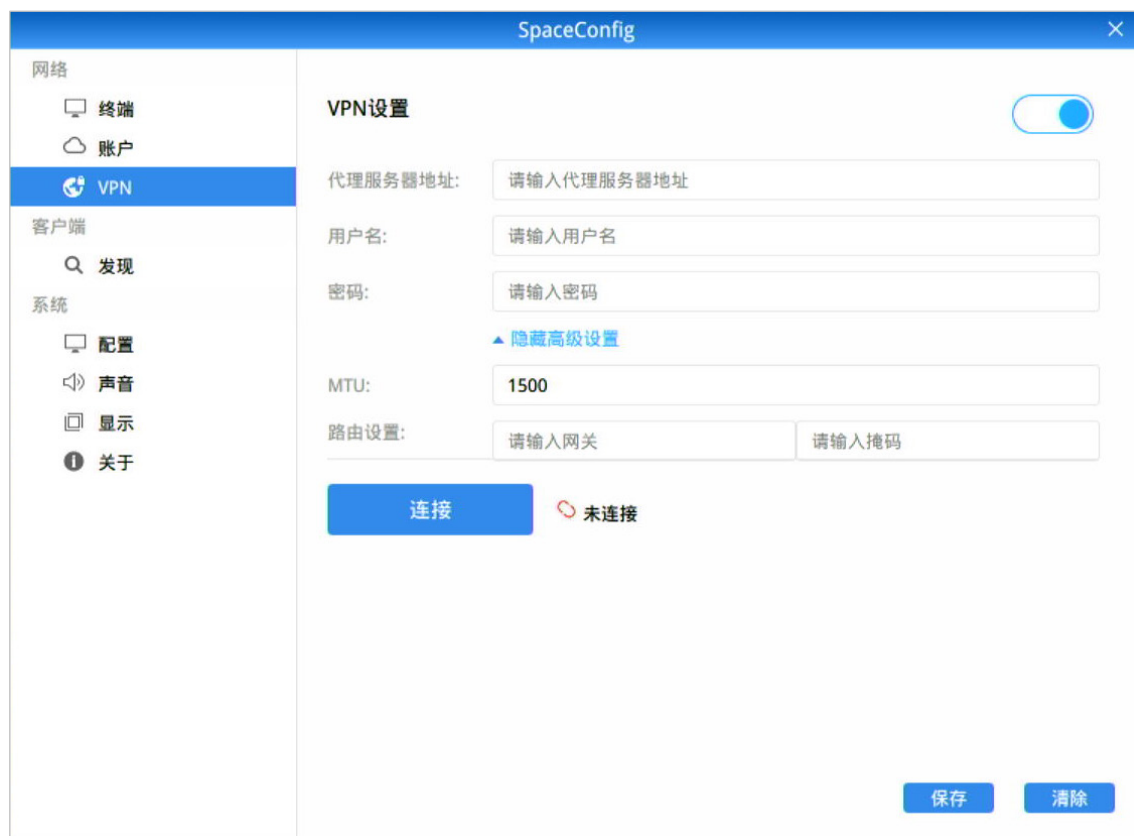 SpaceConfig
网络
终端
账户
VPN
客户端
发现
系统
配置
声音
显示
关于
VPN设置
代理服务器地址: 请输入代理服务器地址
用户名: 请输入用户名
密码: 请输入密码
隐藏高级设置
MTU: 1500
路由设置: 请输入网关 请输入掩码
连接 未连接
保存 清除